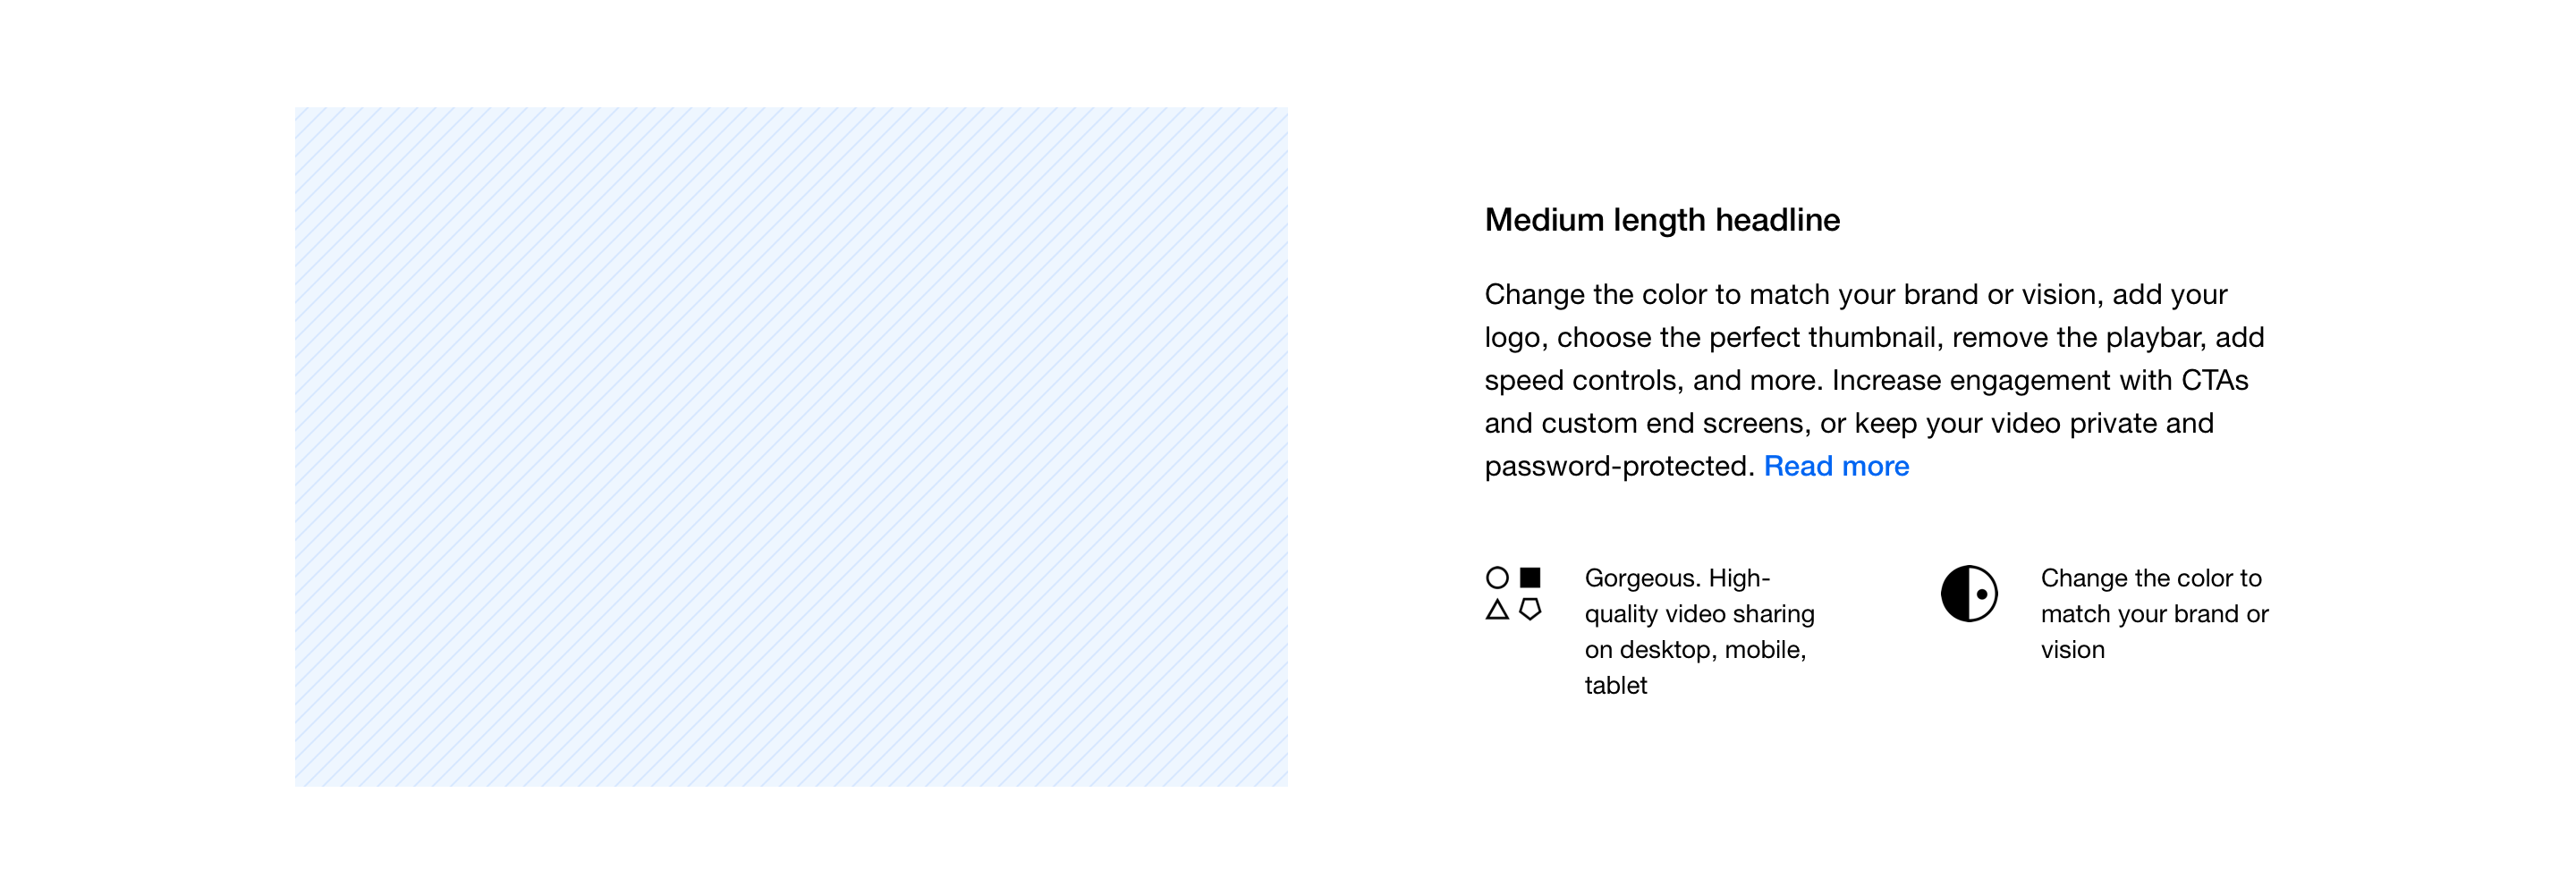 Medium length headline
Change the color to match your brand or vision, add your
logo, choose the perfect thumbnail, remove the playbar, add
speed controls, and more. Increase engagement with CTAs
and custom end screens, or keep your video private and
password-protected. Read more
Gorgeous. High-
quality video sharing
on desktop, mobile,
tablet
Change the color to
match your brand or
vision